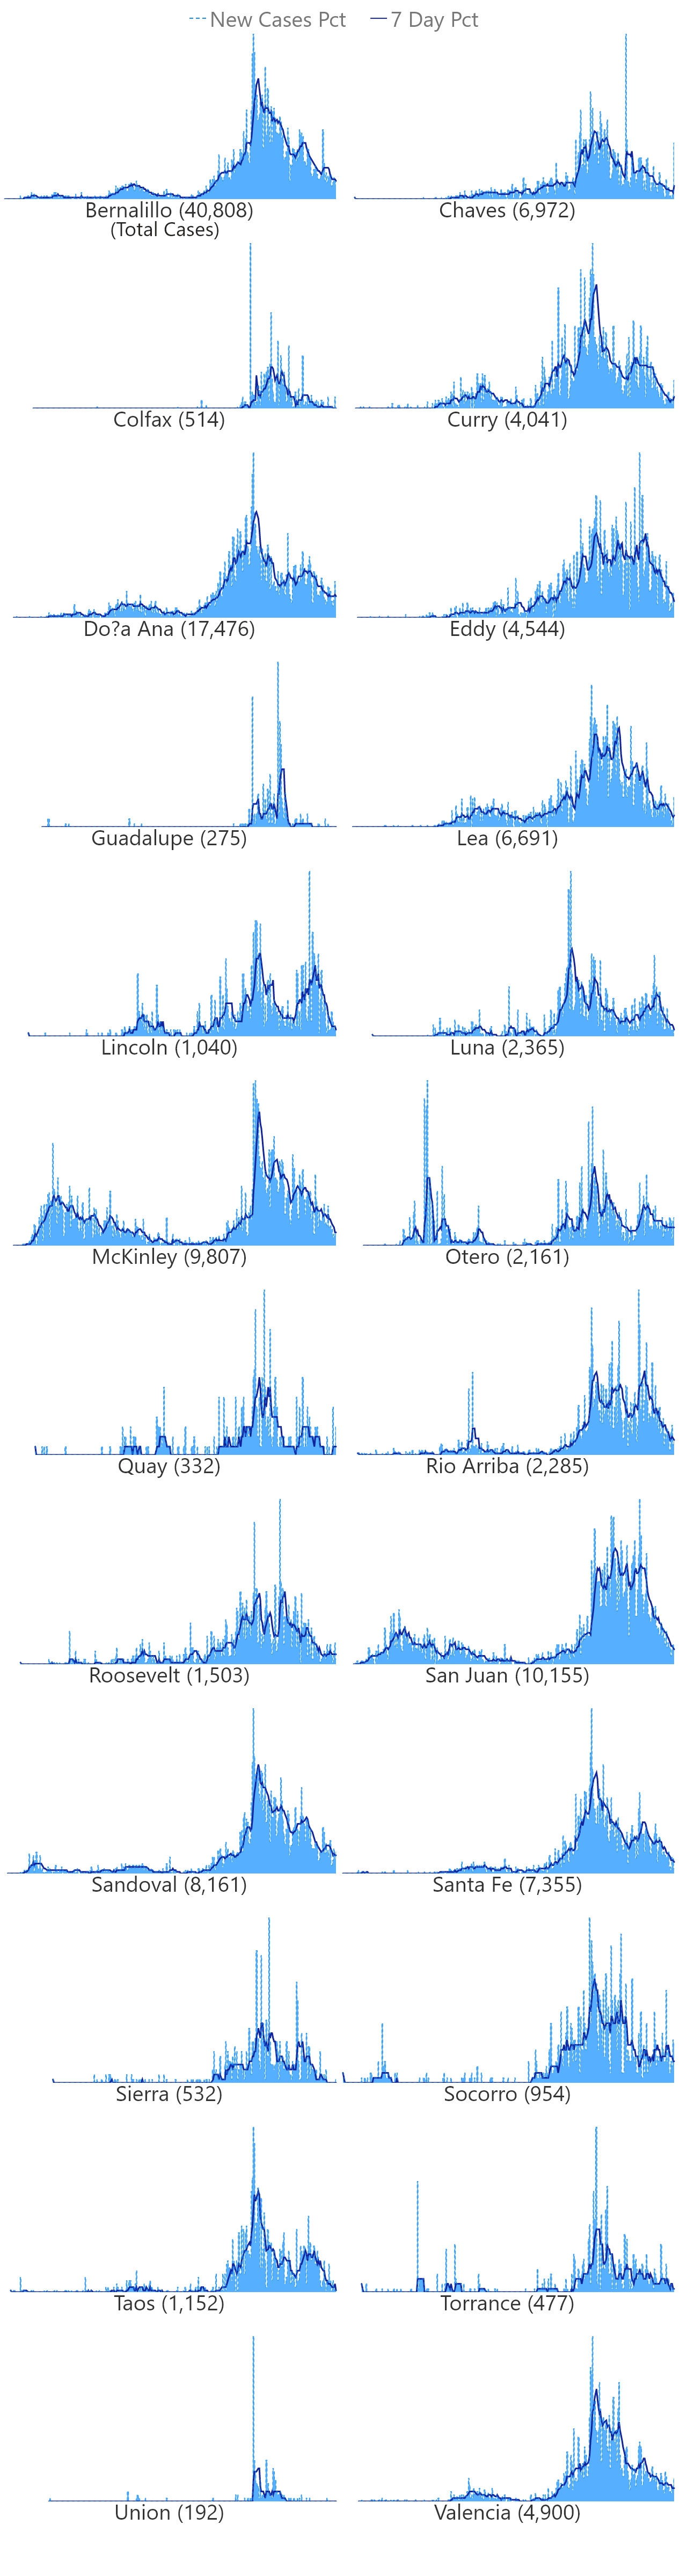 New Cases Pct 7 Day Pct
Bernalillo (40,808) Chaves (6,972)
(Total Cases)
Colfax (514) Curry (4,041)
Do?a Ana (17,476) Eddy (4,544)
Guadalupe (275) Lea (6,691)
Lincoln (1,040) Luna (2,365)
McKinley (9,807) Otero (2,161)
Quay (332) Rio Arriba (2,285)
Roosevelt (1,503) San Juan (10,155)
Sandoval (8,161) Santa Fe (7,355)
Sierra (532) Socorro (954)
Taos (1,152) Torrance (477)
Union (192) Valencia (4,900)